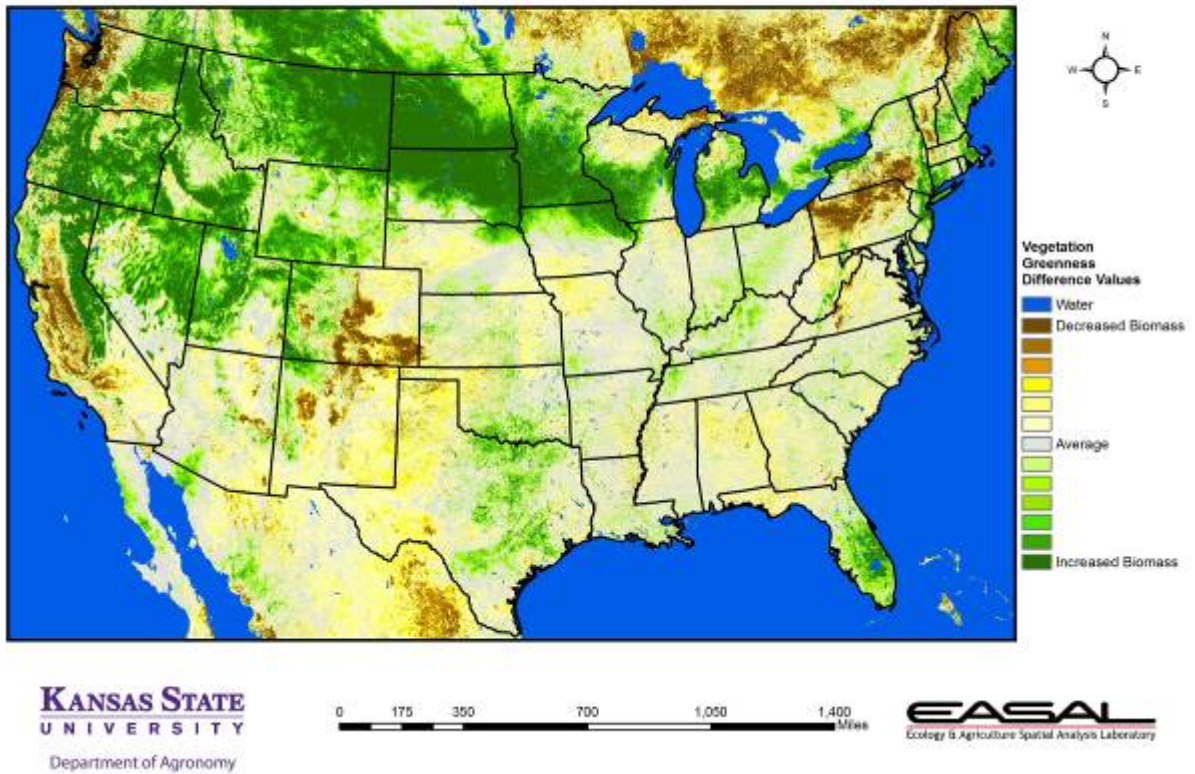 N
W E
S
Vegetation
Greenness
Difference Values
Water
Decreased Biomass
Average
Increased Biomass
KANSAS STATE
UNIVERSITY
Department of Agronomy
0 175 350 700 1,050 1,400
Miles
EASAL
Ecology & Agriculture Spatial Analysis Laboratory